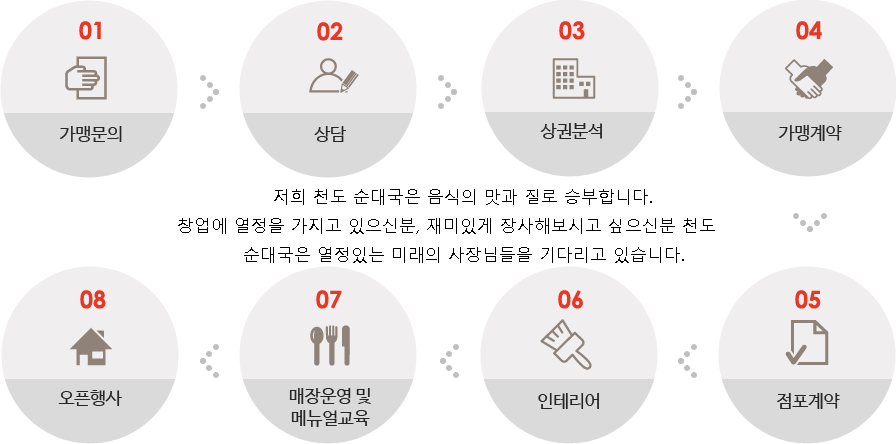 01
가맹문의
02
상담
03
상권분석
04
가맹계약
저희 천도 순대국은 음식의 맛과 질로 승부합니다.
창업에 열정을 가지고 있으신분, 재미있게 장사해보시고 싶으신분 천도
순대국은 열정있는 미래의 사장님들을 기다리고 있습니다.
05
점포계약
06
인테리어
07
매장운영 및
메뉴얼교육
08
오픈행사